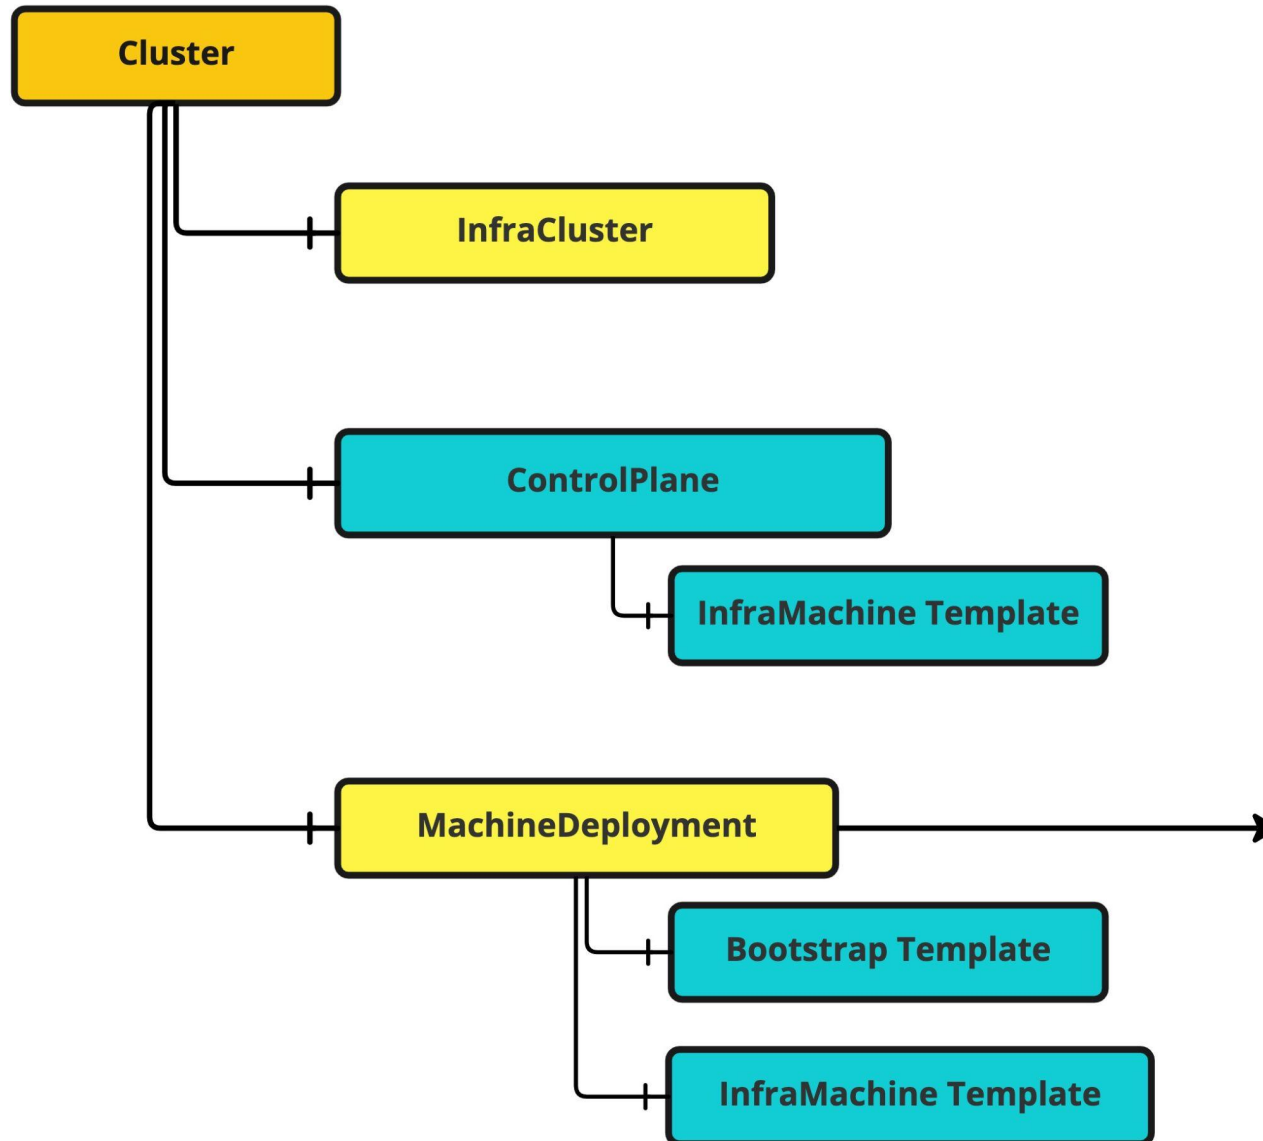 Cluster
InfraCluster
ControlPlane
InfraMachine Template
MachineDeployment
Bootstrap Template
InfraMachine Template